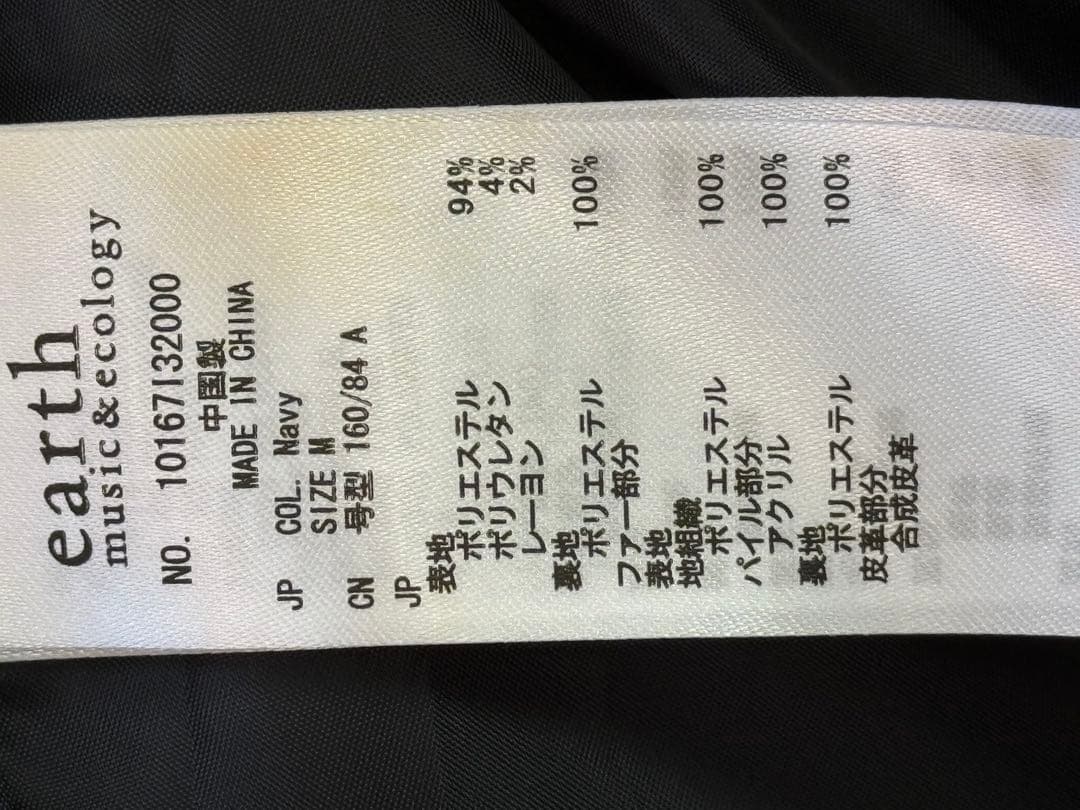 earth
music&ecology
NO. 10167132000
中国製
MADE IN CHINA
JP COL. Navy
SIZE M
CN 号型 160/84 A
JP
表地
ポリエステル 94%
ポリウレタン 4%
レーヨン 2%
裏地
ポリエステル 100%
ファー部分
表地
地組織
ポリエステル 100%
パイル部分
アクリル 100%
裏地
ポリエステル 100%
皮革部分
合成皮革